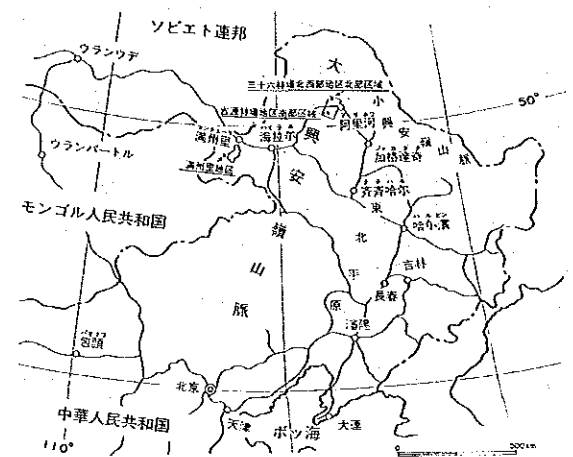 ソビエト連邦
ウランウデ
大
三十六林場北西部地区北部区域
小
50°
古源林場地区南部区域
興
阿里河
興
満州里
海拉尔
安
嶺
ウランバートル
加格達奇
山
脈
満州里地区
安
斉斉哈尔
東
モンゴル人民共和国
哈尔濱
嶺
北
山
平
吉林
長春
脈
原
瀋陽
包頭
北京
中華人民共和国
天津
ボッ海
大連
110°
0
500km